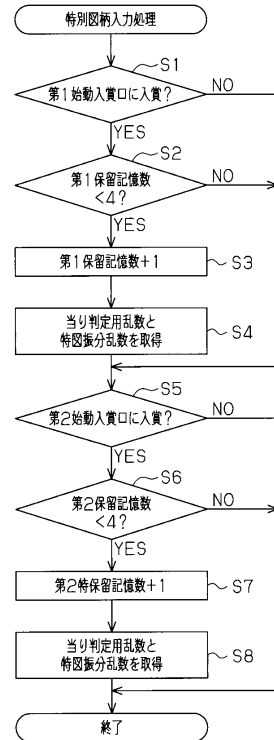 特別図柄入力処理
S1
第1始動入賞口に入賞?
NO
YES
S2
第1保留記憶数
<4?
NO
YES
第1保留記憶数+1
S3
当り判定用乱数と
特図振分乱数を取得
S4
S5
第2始動入賞口に入賞?
NO
YES
S6
第2保留記憶数
<4?
NO
YES
第2特保留記憶数+1
S7
当り判定用乱数と
特図振分乱数を取得
S8
終了